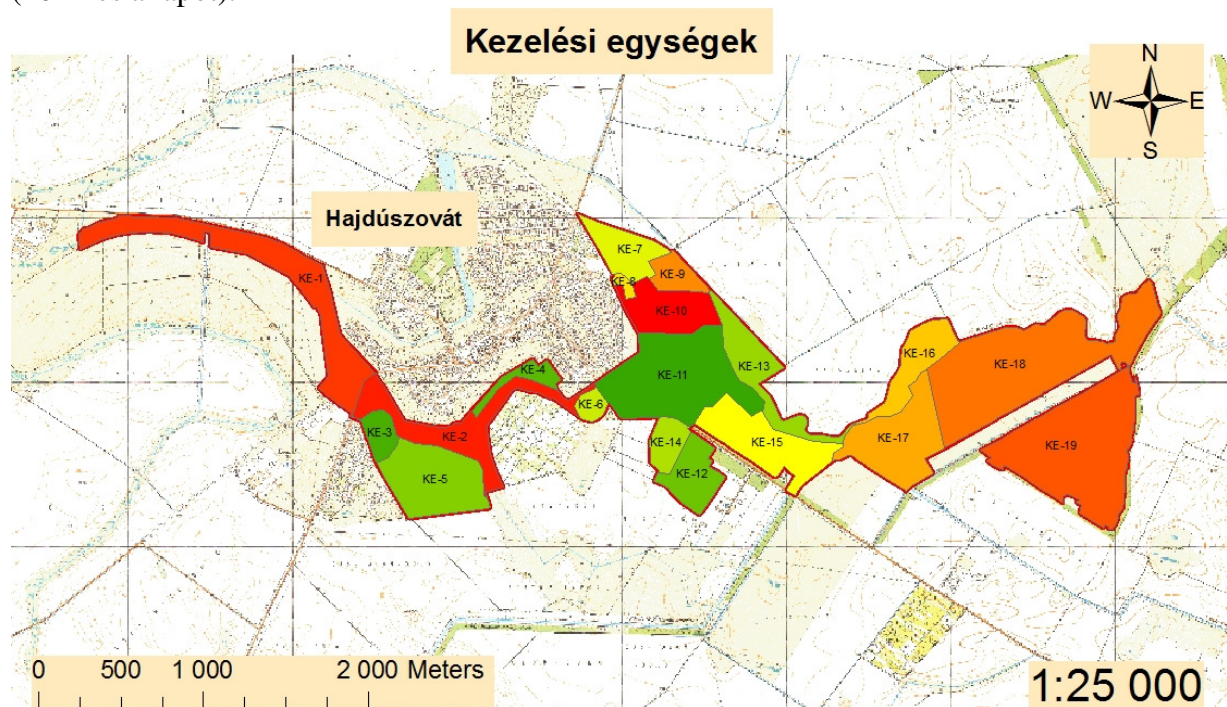 Kezelési egységek
N
W E
S
Hajdúszovát
KE-1
KE-7
KE-8
KE-9
KE-10
KE-4
KE-11
KE-13
KE-16
KE-18
KE-6
KE-3
KE-2
KE-14
KE-15
KE-17
KE-19
KE-5
KE-12
0 500 1 000 2 000 Meters
1:25 000